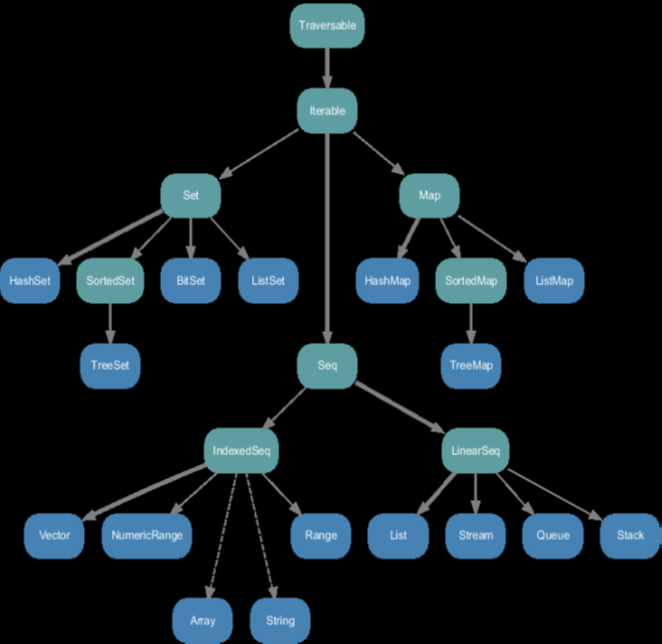 Traversable
Iterable
Set
Map
HashSet
SortedSet
BitSet
ListSet
HashMap
SortedMap
ListMap
TreeSet
Seq
TreeMap
IndexedSeq
LinearSeq
Vector
NumericRange
Range
List
Stream
Queue
Stack
Array
String